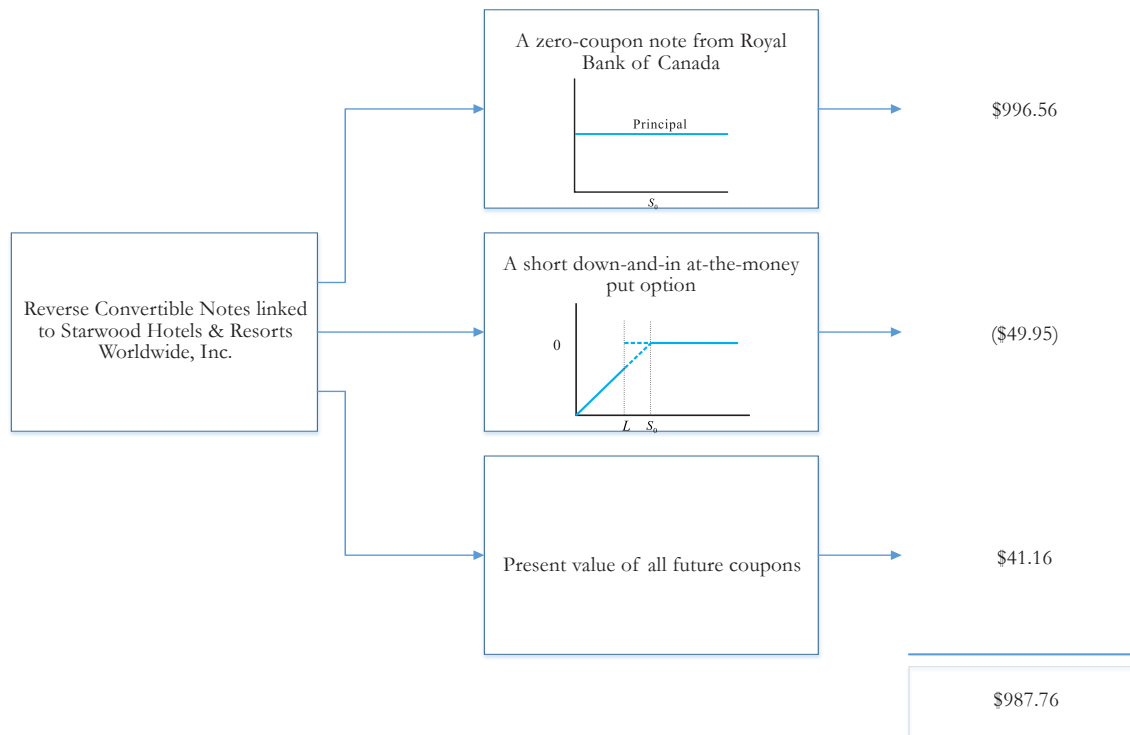 A zero-coupon note from Royal
Bank of Canada
Principal
S₀
$996.56
Reverse Convertible Notes linked
to Starwood Hotels & Resorts
Worldwide, Inc.
A short down-and-in at-the-money
put option
0
L S₀
($49.95)
Present value of all future coupons
$41.16
$987.76